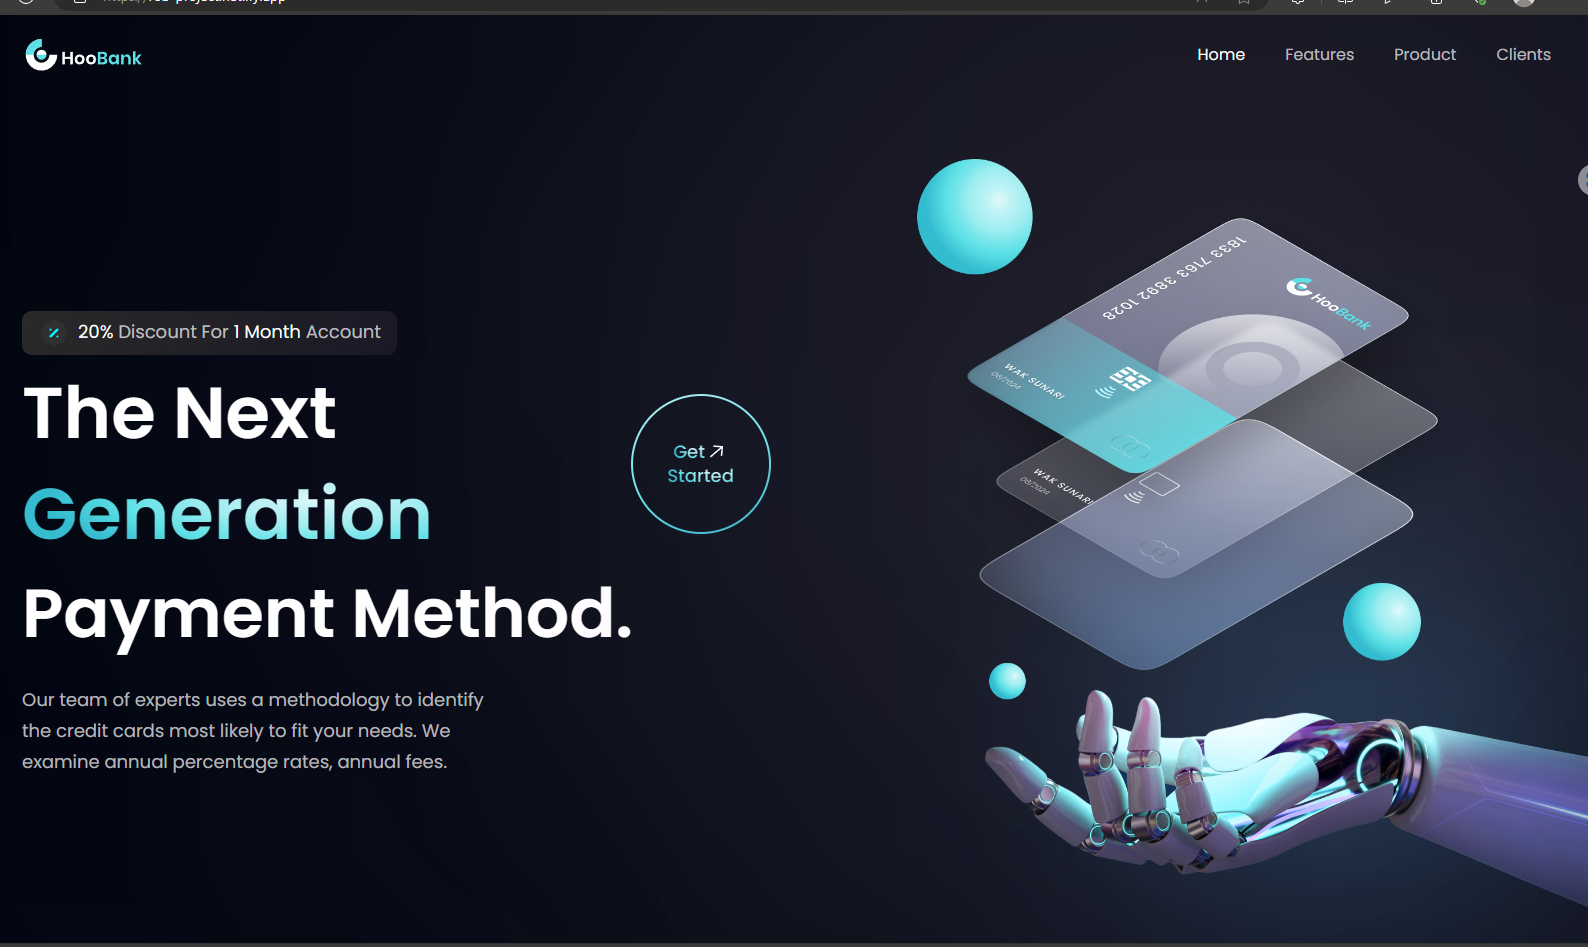 HooBank
Home
Features
Product
Clients
20% Discount For 1 Month Account
The Next
Generation
Payment Method.
Get
Started
Our team of experts uses a methodology to identify
the credit cards most likely to fit your needs. We
examine annual percentage rates, annual fees.
1833 7163 3892 1028
HooBank
WAK SUNARI
08/2024
WAK SUNARI
08/2024